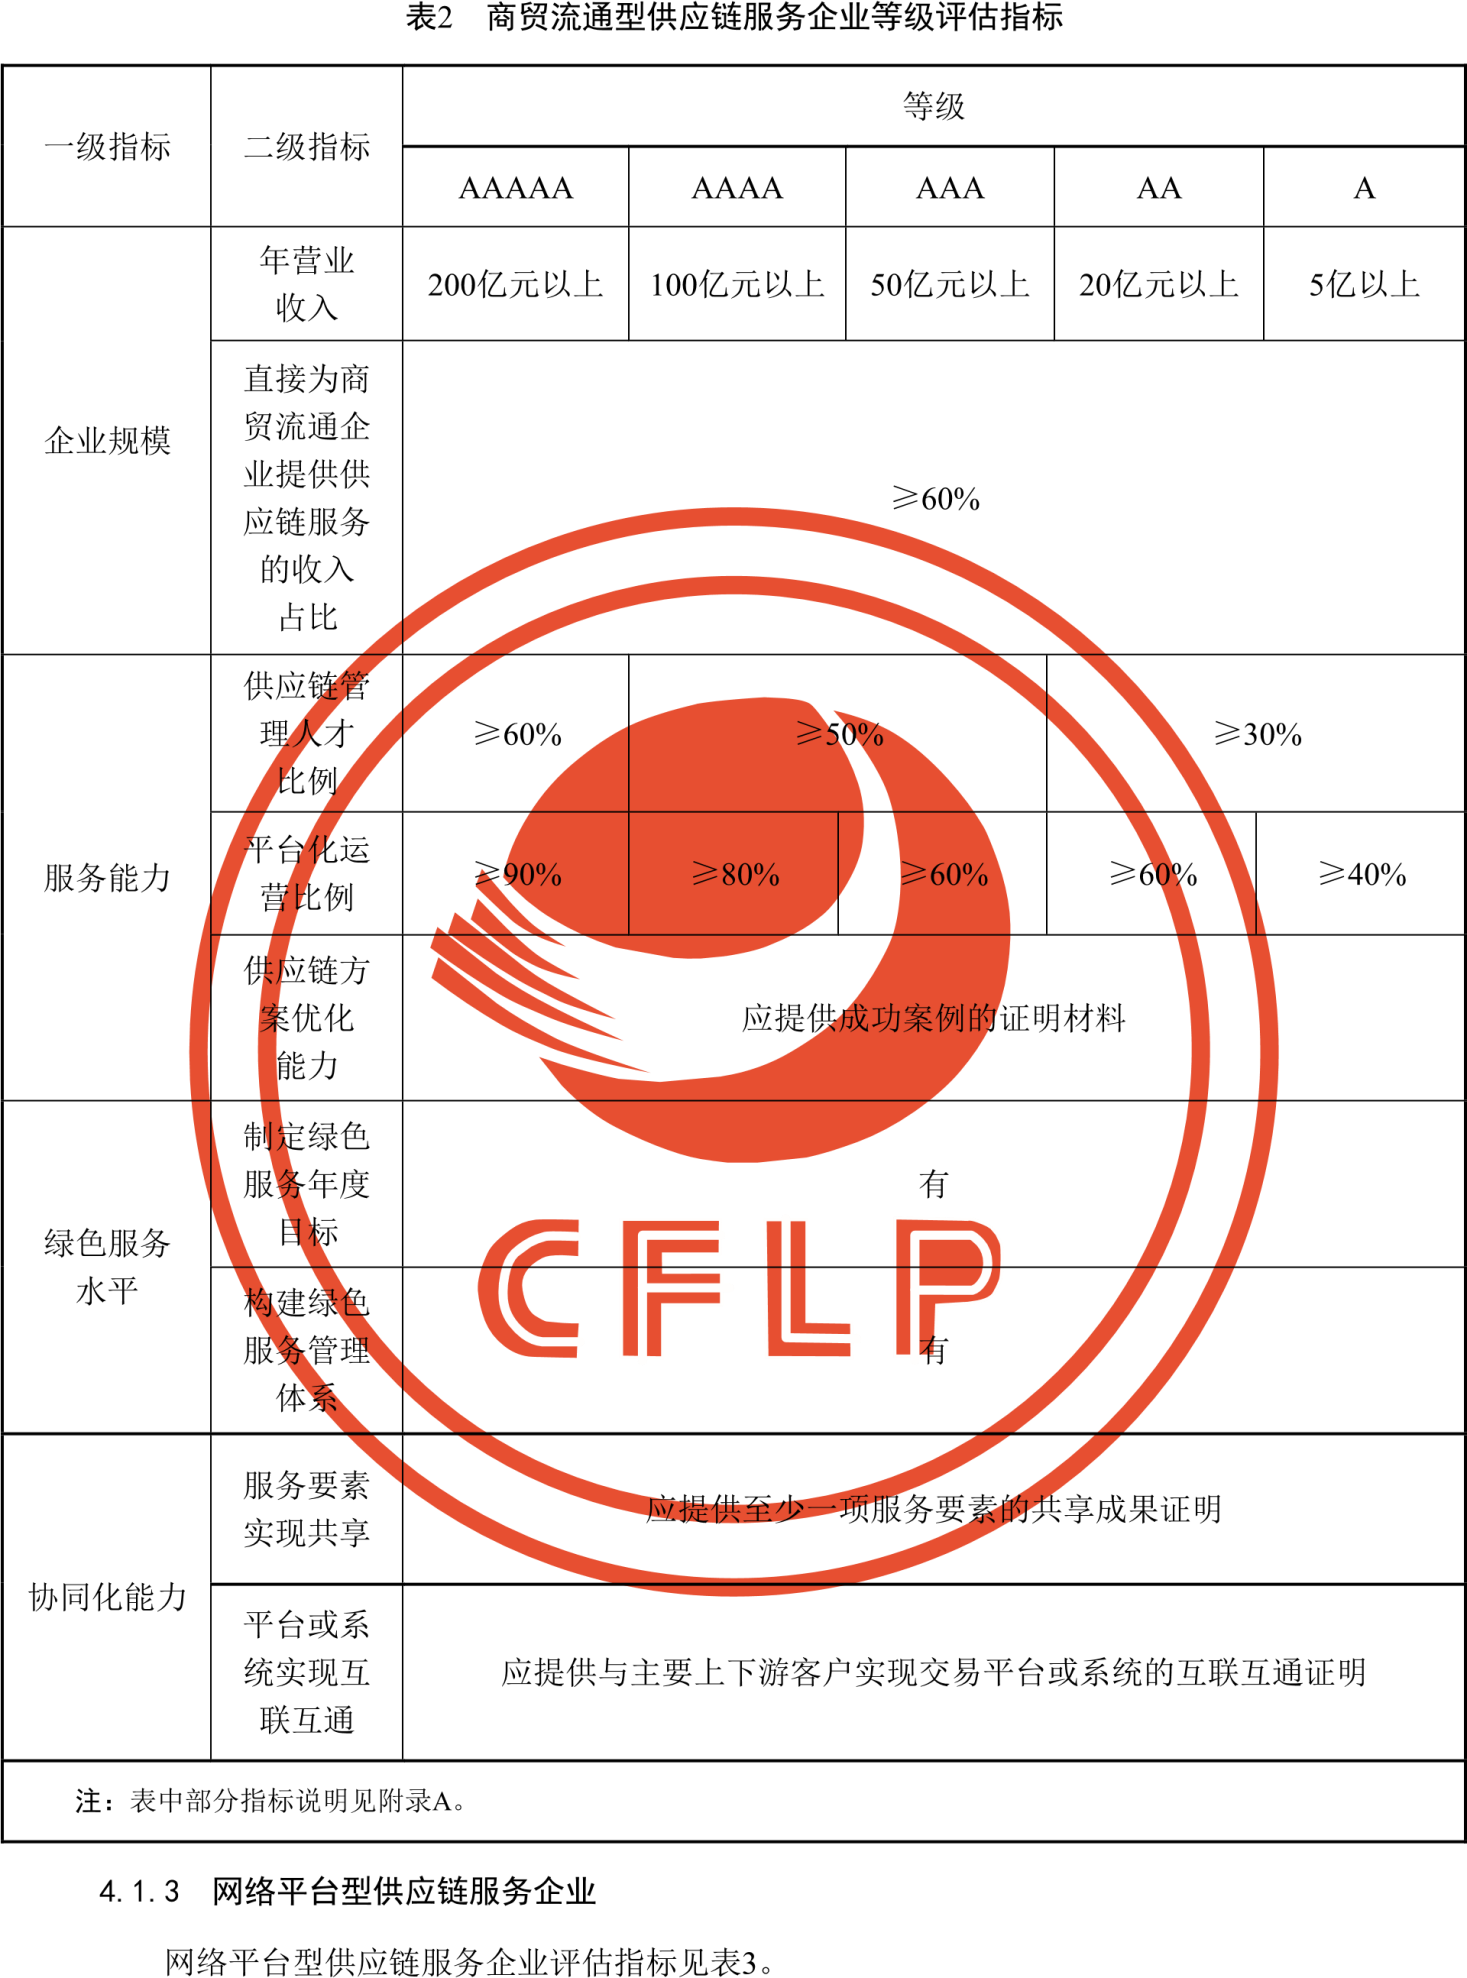 表2 商贸流通型供应链服务企业等级评估指标
一级指标
二级指标
等级
AAAAA
AAAA
AAA
AA
A
企业规模
年营业
收入
200亿元以上
100亿元以上
50亿元以上
20亿元以上
5亿以上
直接为商
贸流通企
业提供供
应链服务
的收入
占比
≥60%
服务能力
供应链管
理人才
比例
≥60%
≥50%
≥30%
平台化运
营比例
≥90%
≥80%
≥60%
≥60%
≥40%
供应链方
案优化
能力
应提供成功案例的证明材料
绿色服务
水平
制定绿色
服务年度
目标
有
构建绿色
服务管理
体系
有
CFLP
协同化能力
服务要素
实现共享
应提供至少一项服务要素的共享成果证明
平台或系
统实现互
联互通
应提供与主要上下游客户实现交易平台或系统的互联互通证明
注：表中部分指标说明见附录A。
4.1.3 网络平台型供应链服务企业
网络平台型供应链服务企业评估指标见表3。